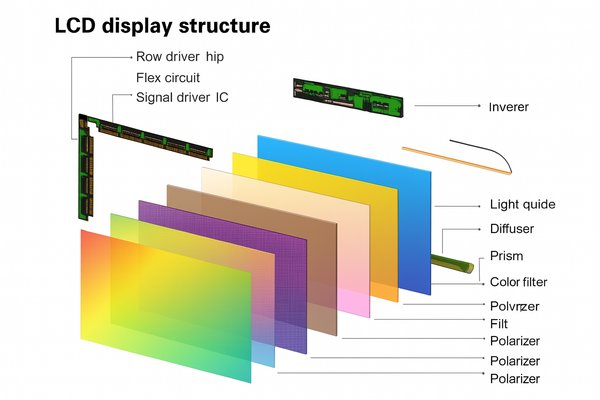 LCD display structure
Row driver hip
Flex circuit
Signal driver IC
Inverer
Light quide
Diffuser
Prism
Color filter
Polvrzer
Filt
Polarizer
Polarizer
Polarizer